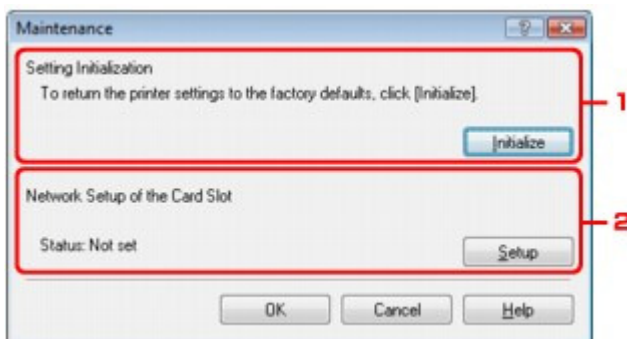 Maintenance
Setting Initialization
To return the printer settings to the factory defaults, click [Initialize].
Initialize
1
Network Setup of the Card Slot
Status: Not set
Setup
2
OK
Cancel
Help